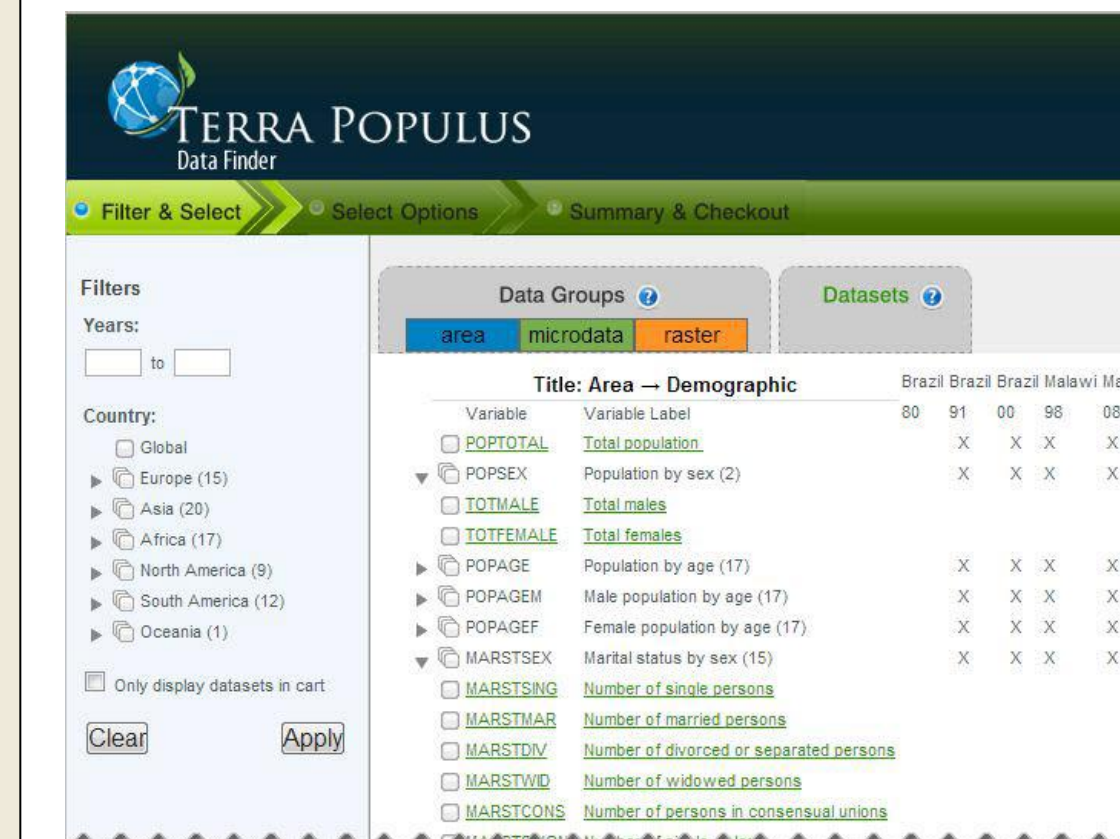 TERRA POPULUS
Data Finder
Filter & Select Select Options Summary & Checkout
Filters
Years:
to
Country:
Global
Europe (15)
Asia (20)
Africa (17)
North America (9)
South America (12)
Oceania (1)
Only display datasets in cart
Clear Apply
Data Groups ? Datasets ?
area microdata raster
Title: Area → Demographic Brazil Brazil Brazil Malawi Ma
Variable Variable Label 80 91 00 98 08
POPTOTAL Total population X X X X
POPSEX Population by sex (2) X X X X
TOTMALE Total males
TOTFEMALE Total females
POPAGE Population by age (17) X X X X
POPAGEM Male population by age (17) X X X X
POPAGEF Female population by age (17) X X X X
MARSTSEX Marital status by sex (15) X X X X
MARSTSING Number of single persons
MARSTMAR Number of married persons
MARSTDIV Number of divorced or separated persons
MARSTWID Number of widowed persons
MARSTCONS Number of persons in consensual unions